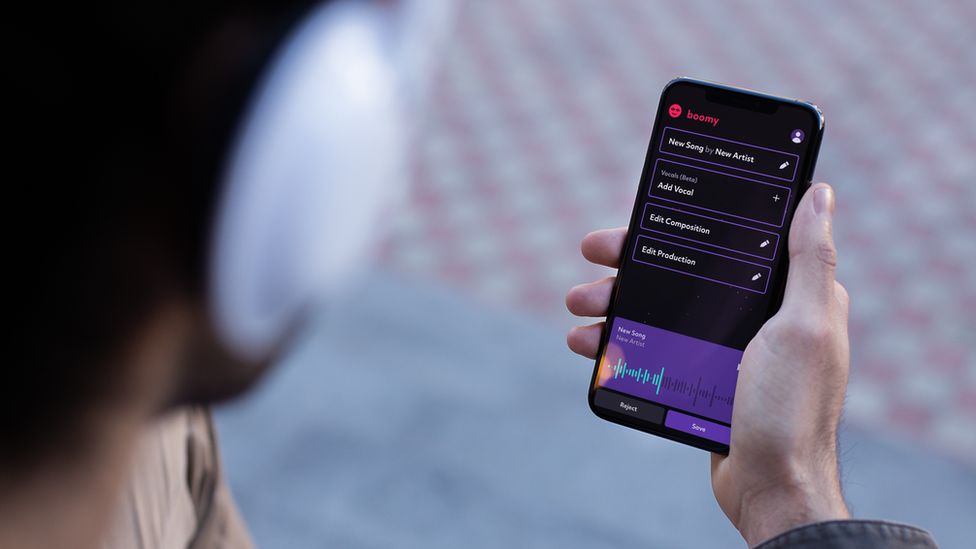 boomy
New Song by New Artist
Vocals (Beta)
Add Vocal
Edit Composition
Edit Production
New Song
New Artist
Reject
Save